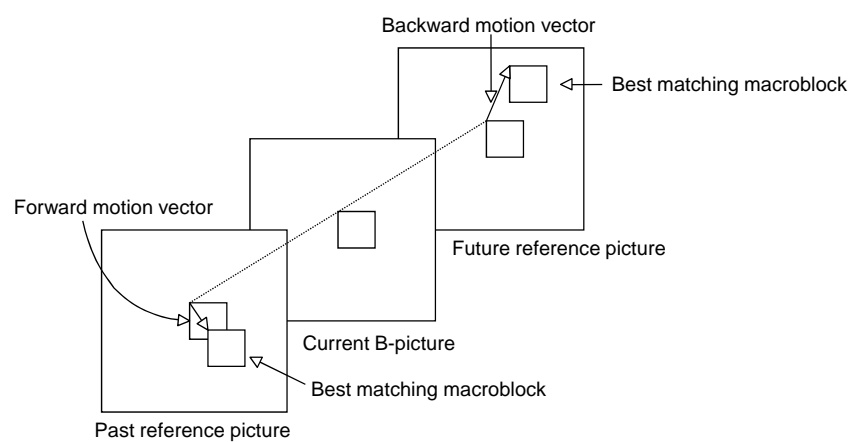 Backward motion vector
Best matching macroblock
Forward motion vector
Future reference picture
Current B-picture
Best matching macroblock
Past reference picture